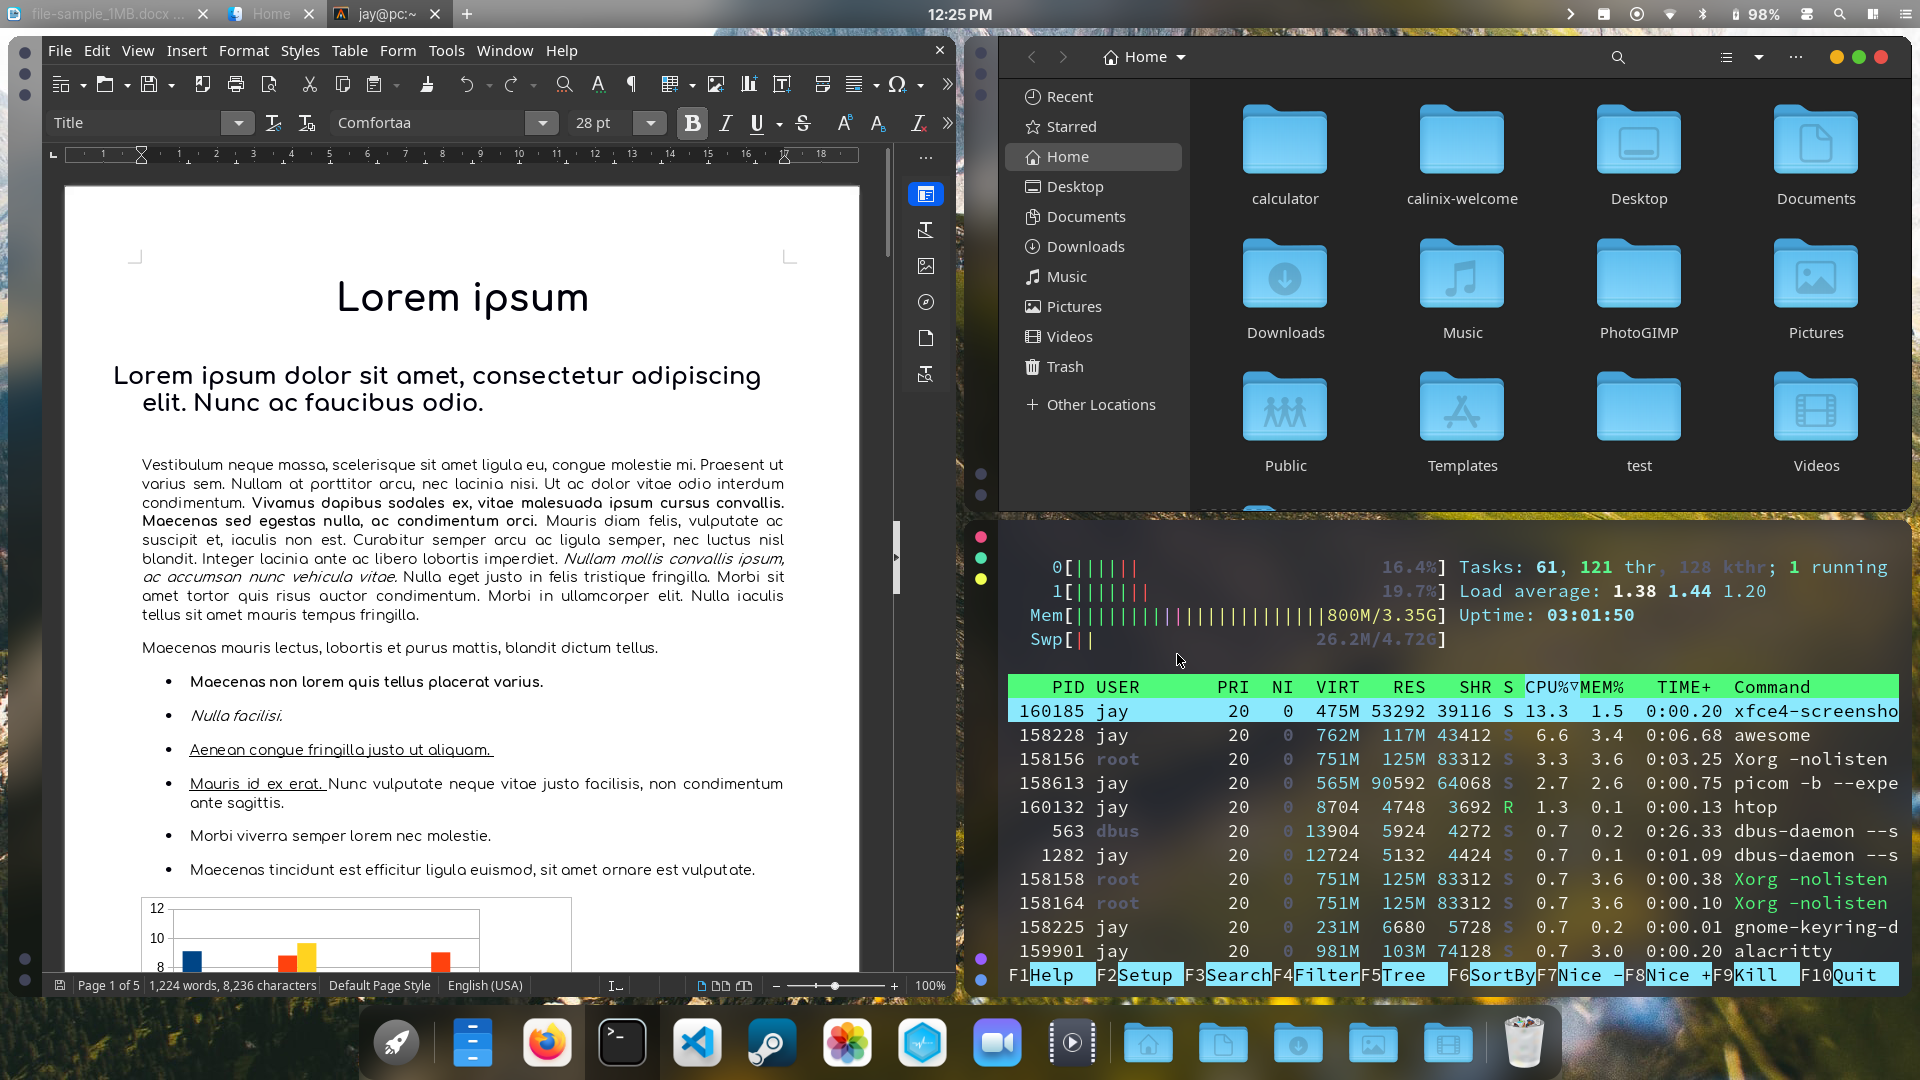 file-sample_1MB.docx ...
Home
jay@pc:~
12:25 PM
98%
File Edit View Insert Format Styles Table Form Tools Window Help
Title
Comfortaa
28 pt
1 1 2 3 4 5 6 7 8 9 10 11 12 13 14 15 16 17 18
Lorem ipsum
Lorem ipsum dolor sit amet, consectetur adipiscing
elit. Nunc ac faucibus odio.
Vestibulum neque massa, scelerisque sit amet ligula eu, congue molestie mi. Praesent ut
varius sem. Nullam at porttitor arcu, nec lacinia nisi. Ut ac dolor vitae odio interdum
condimentum. Vivamus dapibus sodales ex, vitae malesuada ipsum cursus convallis.
Maecenas sed egestas nulla, ac condimentum orci. Mauris diam felis, vulputate ac
suscipit et, iaculis non est. Curabitur semper arcu ac ligula semper, nec luctus nisl
blandit. Integer lacinia ante ac libero lobortis imperdiet. Nullam mollis convallis ipsum,
ac accumsan nunc vehicula vitae. Nulla eget justo in felis tristique fringilla. Morbi sit
amet tortor quis risus auctor condimentum. Morbi in ullamcorper elit. Nulla iaculis
tellus sit amet mauris tempus fringilla.
Maecenas mauris lectus, lobortis et purus mattis, blandit dictum tellus.
• Maecenas non lorem quis tellus placerat varius.
• Nulla facilisi.
• Aenean congue fringilla justo ut aliquam.
• Mauris id ex erat. Nunc vulputate neque vitae justo facilisis, non condimentum
ante sagittis.
• Morbi viverra semper lorem nec molestie.
• Maecenas tincidunt est efficitur ligula euismod, sit amet ornare est vulputate.
12
10
8
Page 1 of 5 1,224 words, 8,236 characters Default Page Style English (USA) 100%
Home
Recent
Starred
Home
Desktop
Documents
Downloads
Music
Pictures
Videos
Trash
Other Locations
calculator calinix-welcome Desktop Documents
Downloads Music PhotoGIMP Pictures
Public Templates test Videos
0[|||||| 16.4%] Tasks: 61, 121 thr, 128 kthr; 1 running
1[||||||| 19.7%] Load average: 1.38 1.44 1.20
Mem[|||||||||||||||||||||||800M/3.35G] Uptime: 03:01:50
Swp[|| 26.2M/4.72G]
PID USER PRI NI VIRT RES SHR S CPU%▽MEM% TIME+ Command
160185 jay 20 0 475M 53292 39116 S 13.3 1.5 0:00.20 xfce4-screensho
158228 jay 20 0 762M 117M 43412 S 6.6 3.4 0:06.68 awesome
158156 root 20 0 751M 125M 83312 S 3.3 3.6 0:03.25 Xorg -nolisten
158613 jay 20 0 565M 90592 64068 S 2.7 2.6 0:00.75 picom -b --expe
160132 jay 20 0 8704 4748 3692 R 1.3 0.1 0:00.13 htop
563 dbus 20 0 13904 5924 4272 S 0.7 0.2 0:26.33 dbus-daemon --s
1282 jay 20 0 12724 5132 4424 S 0.7 0.1 0:01.09 dbus-daemon --s
158158 root 20 0 751M 125M 83312 S 0.7 3.6 0:00.38 Xorg -nolisten
158164 root 20 0 751M 125M 83312 S 0.7 3.6 0:00.10 Xorg -nolisten
158225 jay 20 0 231M 6680 5728 S 0.7 0.2 0:00.01 gnome-keyring-d
159901 jay 20 0 981M 103M 74128 S 0.7 3.0 0:00.20 alacritty
F1Help F2Setup F3SearchF4FilterF5Tree F6SortByF7Nice -F8Nice +F9Kill F10Quit